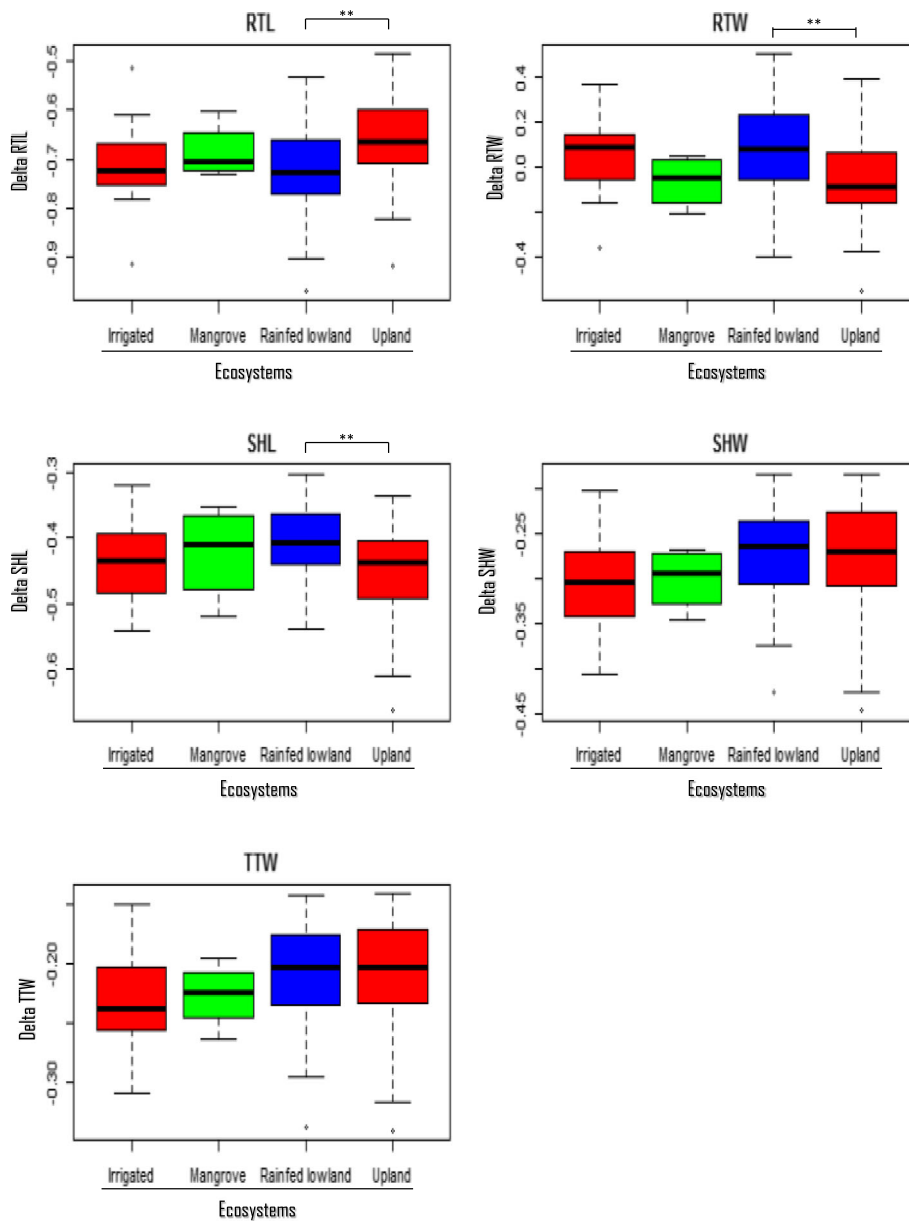 RTL
**
Delta RTL
-0.5
-0.6
-0.7
-0.8
-0.9
Irrigated Mangrove Rainfed lowland Upland
Ecosystems
RTW
**
Delta RTW
0.4
0.2
0.0
-0.4
Irrigated Mangrove Rainfed lowland Upland
Ecosystems
SHL
**
Delta SHL
-0.3
-0.4
-0.5
-0.6
Irrigated Mangrove Rainfed lowland Upland
Ecosystems
SHW
Delta SHW
-0.25
-0.35
-0.45
Irrigated Mangrove Rainfed lowland Upland
Ecosystems
TTW
Delta TTW
-0.20
-0.30
Irrigated Mangrove Rainfed lowland Upland
Ecosystems